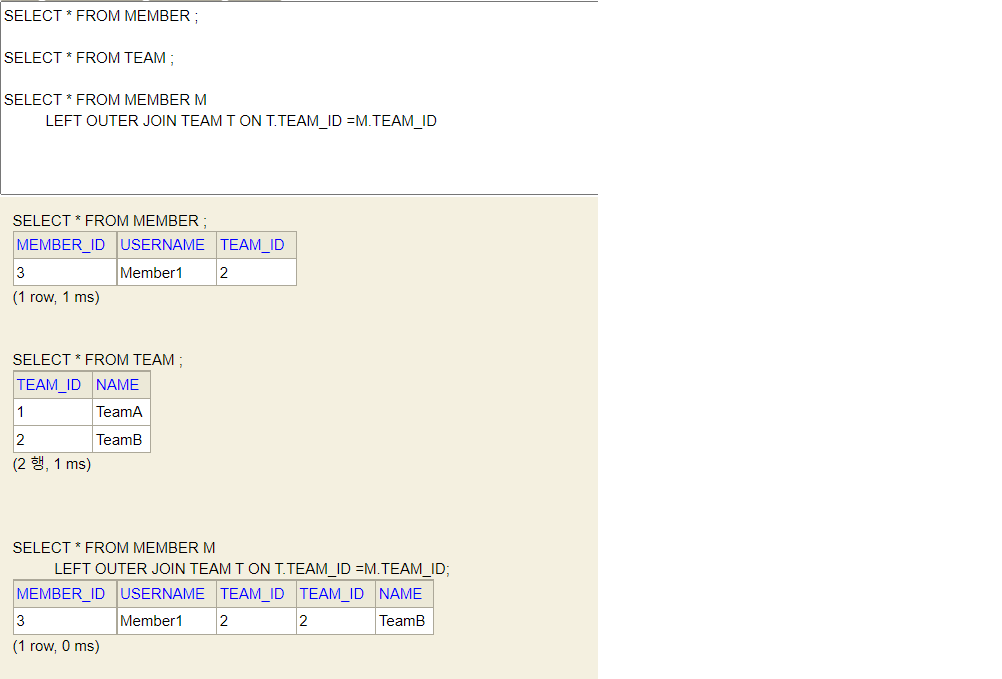 SELECT * FROM MEMBER ;
SELECT * FROM TEAM ;
SELECT * FROM MEMBER M
LEFT OUTER JOIN TEAM T ON T.TEAM_ID =M.TEAM_ID
SELECT * FROM MEMBER ;
MEMBER_ID USERNAME TEAM_ID
3 Member1 2
(1 row, 1 ms)
SELECT * FROM TEAM ;
TEAM_ID NAME
1 TeamA
2 TeamB
(2 행, 1 ms)
SELECT * FROM MEMBER M
LEFT OUTER JOIN TEAM T ON T.TEAM_ID =M.TEAM_ID;
MEMBER_ID USERNAME TEAM_ID TEAM_ID NAME
3 Member1 2 2 TeamB
(1 row, 0 ms)